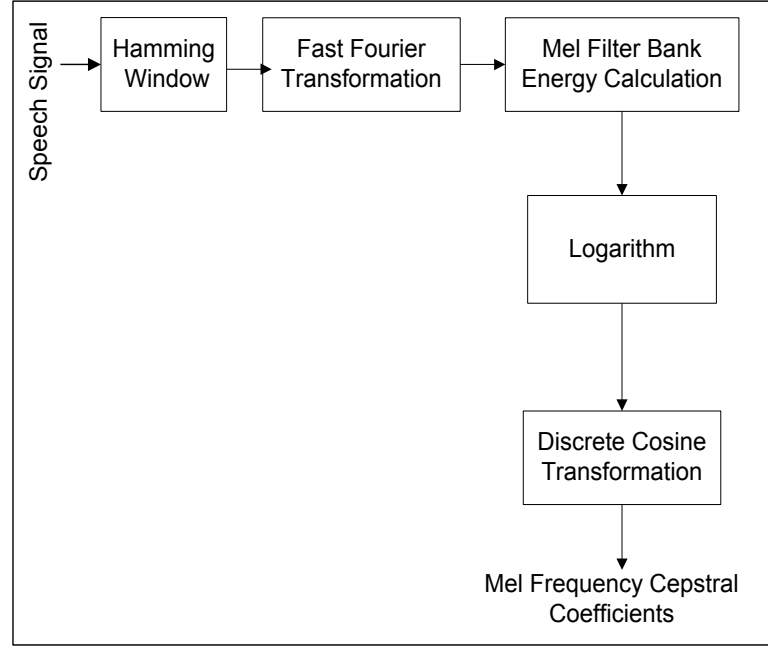 Speech Signal
Hamming
Window
Fast Fourier
Transformation
Mel Filter Bank
Energy Calculation
Logarithm
Discrete Cosine
Transformation
Mel Frequency Cepstral
Coefficients